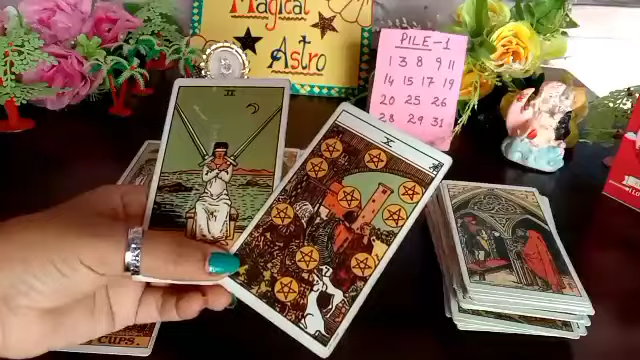 Magical
Astro
PILE-1
1 3 8 9 11
14 15 17 19
20 25 26
28 29 31
II
X
CUPS.